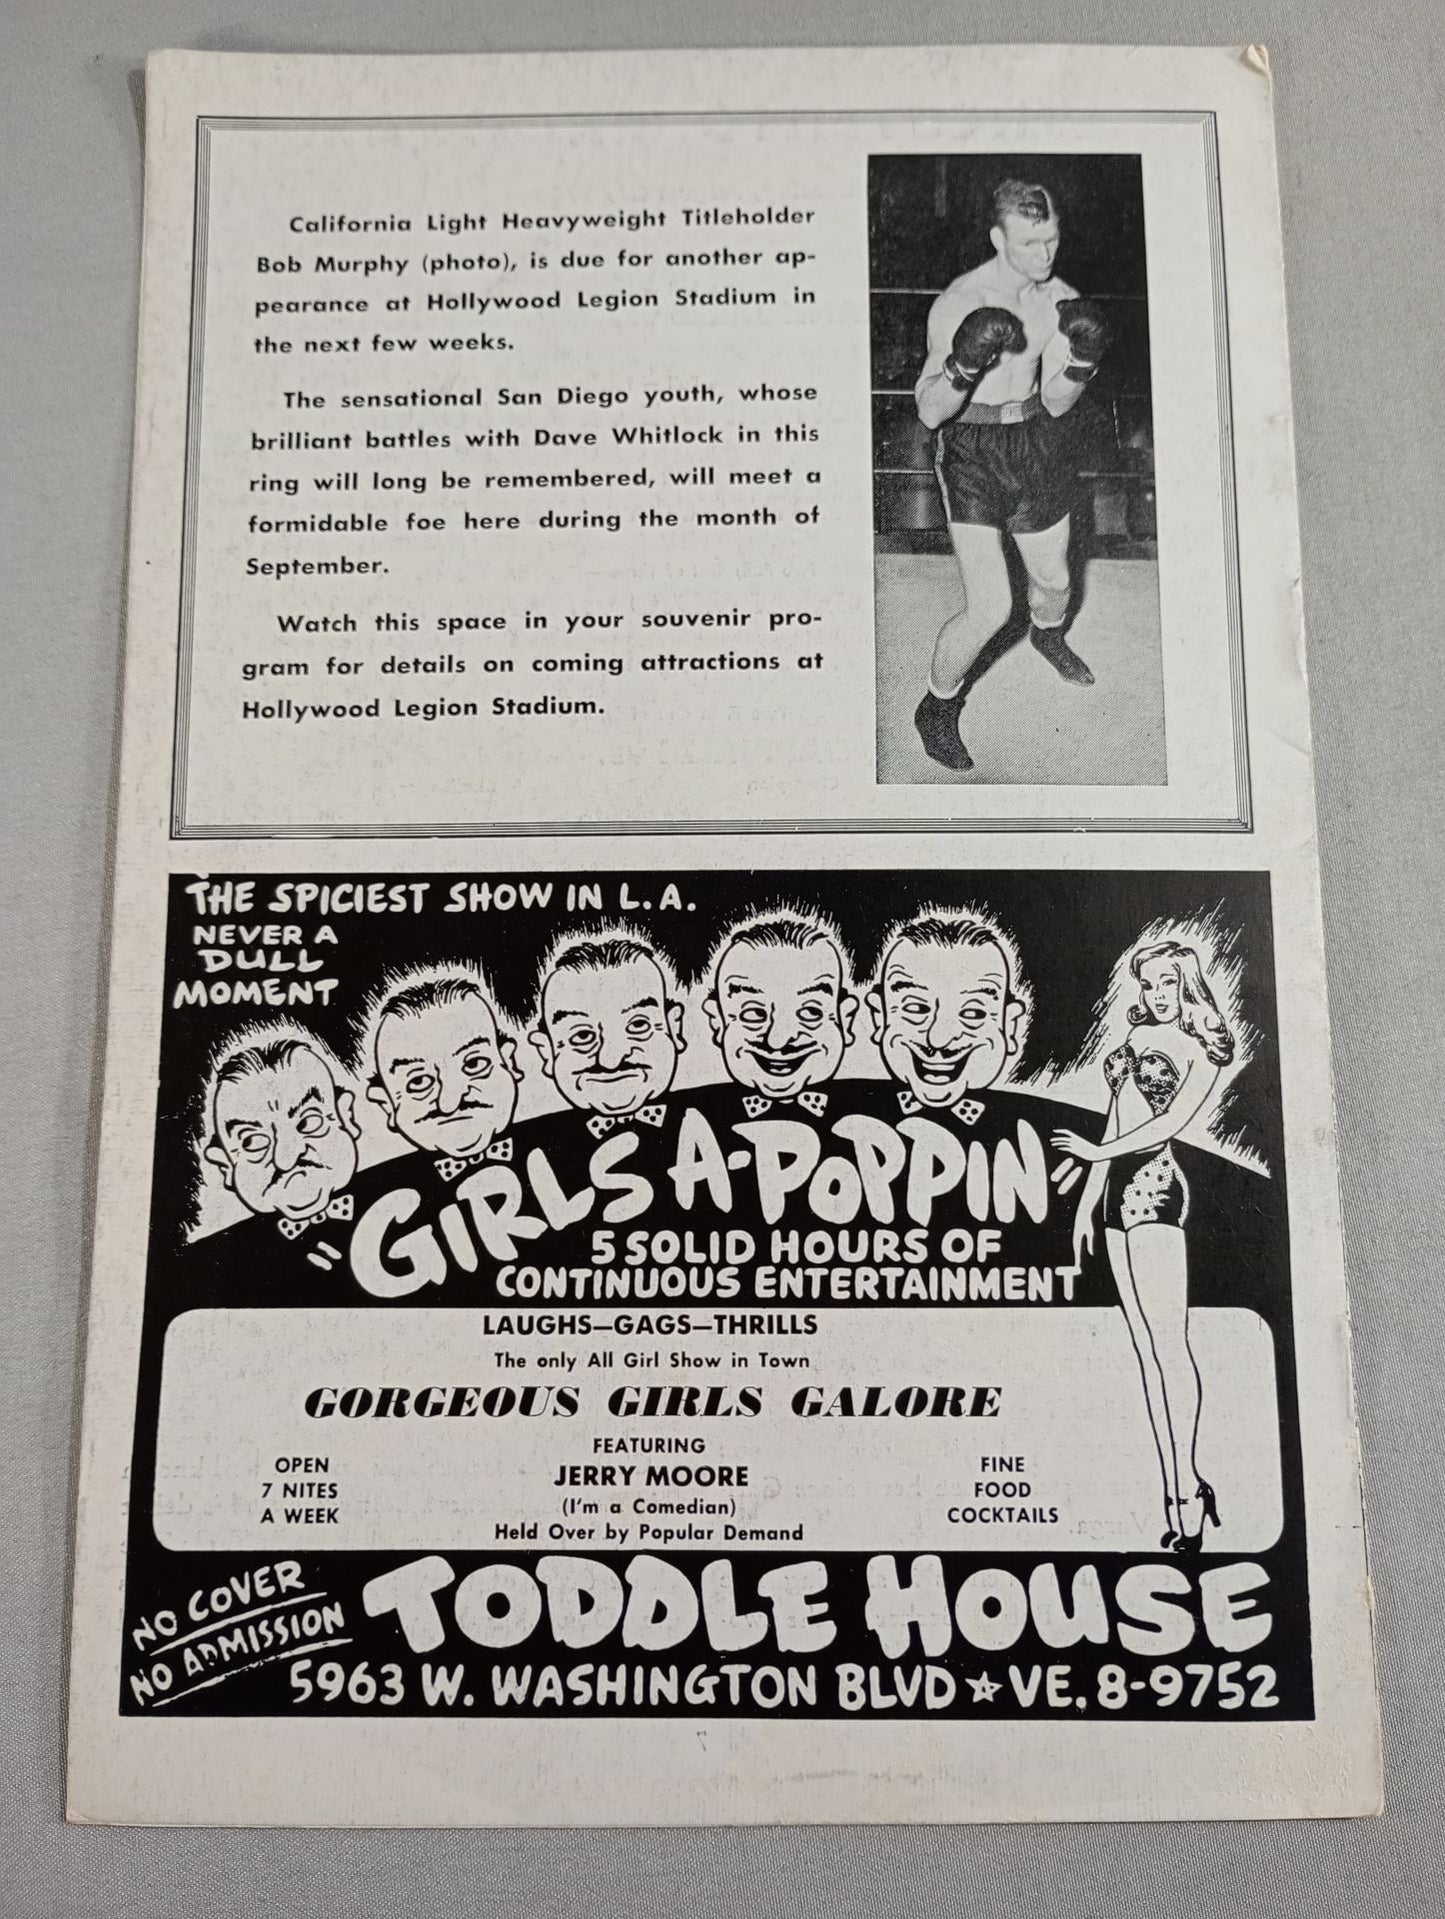 California Light Heavyweight Titleholder
Bob Murphy (photo), is due for another ap-
pearance at Hollywood Legion Stadium in
the next few weeks.
The sensational San Diego youth, whose
brilliant battles with Dave Whitlock in this
ring will long be remembered, will meet a
formidable foe here during the month of
September.
Watch this space in your souvenir pro-
gram for details on coming attractions at
Hollywood Legion Stadium.
THE SPICIEST SHOW IN L.A.
NEVER A
DULL
MOMENT
"GIRLS A-POPPIN"
5 SOLID HOURS OF
CONTINUOUS ENTERTAINMENT
LAUGHS—GAGS—THRILLS
The only All Girl Show in Town
GORGEOUS GIRLS GALORE
OPEN
7 NITES
A WEEK
FEATURING
JERRY MOORE
(I'm a Comedian)
Held Over by Popular Demand
FINE
FOOD
COCKTAILS
NO COVER
NO ADMISSION
TODDLE HOUSE
5963 W. WASHINGTON BLVD ☆ VE. 8-9752